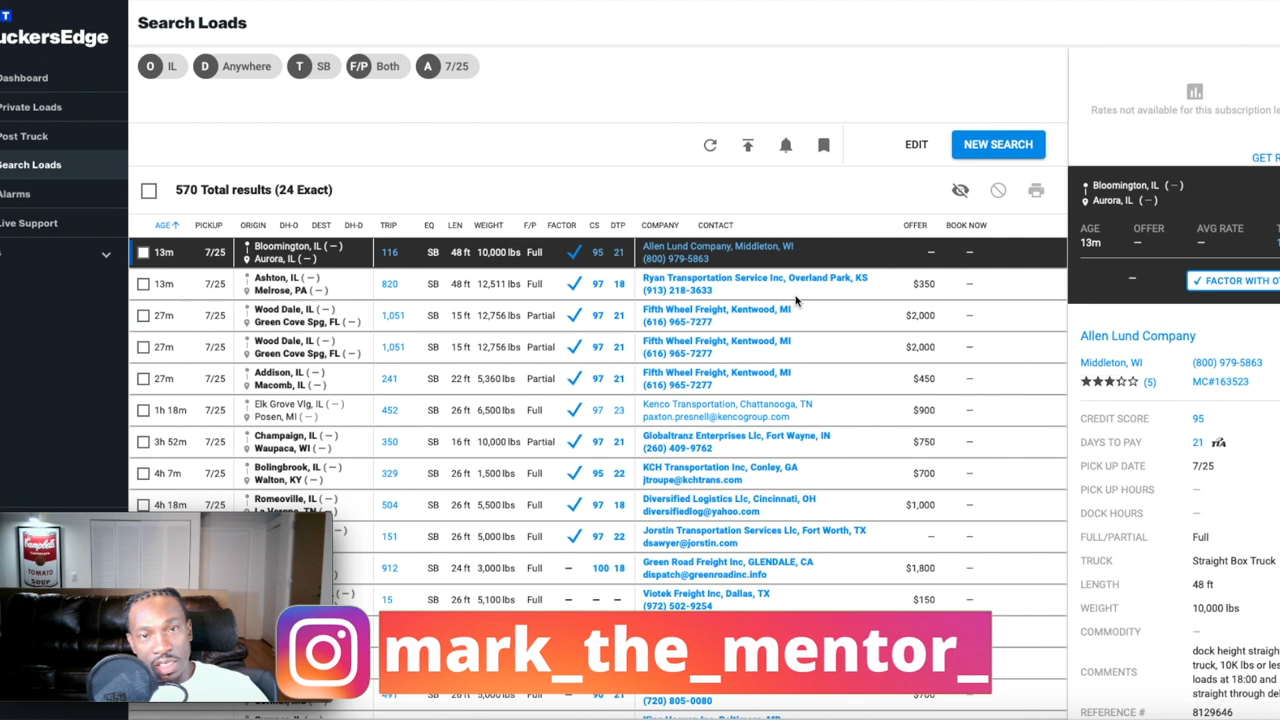 T
uckersEdge
Dashboard
Private Loads
Post Truck
Search Loads
Alarms
Live Support
s
Search Loads
O IL D Anywhere T SB F/P Both A 7/25
EDIT NEW SEARCH
570 Total results (24 Exact)
AGE PICKUP ORIGIN DH-O DEST DH-D TRIP EQ LEN WEIGHT F/P FACTOR CS DTP COMPANY CONTACT OFFER BOOK NOW
13m 7/25 Bloomington, IL (—) 116 SB 48 ft 10,000 lbs Full 95 21 Allen Lund Company, Middleton, WI — —
Aurora, IL (—) (800) 979-5863
13m 7/25 Ashton, IL (—) 820 SB 48 ft 12,511 lbs Full 97 18 Ryan Transportation Service Inc, Overland Park, KS $350 —
Melrose, PA (—) (913) 218-3633
27m 7/25 Wood Dale, IL (—) 1,051 SB 15 ft 12,756 lbs Partial 97 21 Fifth Wheel Freight, Kentwood, MI $2,000 —
Green Cove Spg, FL (—) (616) 965-7277
27m 7/25 Wood Dale, IL (—) 1,051 SB 15 ft 12,756 lbs Partial 97 21 Fifth Wheel Freight, Kentwood, MI $2,000 —
Green Cove Spg, FL (—) (616) 965-7277
27m 7/25 Addison, IL (—) 241 SB 22 ft 5,360 lbs Partial 97 21 Fifth Wheel Freight, Kentwood, MI $450 —
Macomb, IL (—) (616) 965-7277
1h 18m 7/25 Elk Grove Vlg, IL (—) 452 SB 26 ft 6,500 lbs Full 97 23 Kenco Transportation, Chattanooga, TN $900 —
Posen, MI (—) paxton.presnell@kencogroup.com
3h 52m 7/25 Champaign, IL (—) 350 SB 16 ft 10,000 lbs Partial 97 21 Globaltranz Enterprises Llc, Fort Wayne, IN $750 —
Waupaca, WI (—) (260) 409-9762
4h 7m 7/25 Bolingbrook, IL (—) 329 SB 26 ft 1,500 lbs Full 95 22 KCH Transportation Inc, Conley, GA $700 —
Walton, KY (—) jtroupe@kchtrans.com
4h 18m 7/25 Romeoville, IL (—) 504 SB 26 ft 5,500 lbs Full 97 18 Diversified Logistics Llc, Cincinnati, OH $1,000 —
La Vergne, TN (—) diversifiedlog@yahoo.com
151 SB 26 ft 5,000 lbs Full 97 22 Jorstin Transportation Services Llc, Fort Worth, TX — —
dsawyer@jorstin.com
912 SB 24 ft 3,000 lbs Full — 100 18 Green Road Freight Inc, GLENDALE, CA $1,800 —
dispatch@greenroadinc.info
15 SB 26 ft 5,100 lbs Full — — — Viotek Freight Inc, Dallas, TX $150 —
(972) 502-9254
(720) 805-0080
Rates not available for this subscription le
GET R
Bloomington, IL (—)
Aurora, IL (—)
AGE OFFER AVG RATE T
13m — —
—
FACTOR WITH O
Allen Lund Company
Middleton, WI (800) 979-5863
(5) MC#163523
CREDIT SCORE 95
DAYS TO PAY 21 TIA
PICK UP DATE 7/25
PICK UP HOURS —
DOCK HOURS —
FULL/PARTIAL Full
TRUCK Straight Box Truck
LENGTH 48 ft
WEIGHT 10,000 lbs
COMMODITY —
COMMENTS dock height straigh
truck, 10K lbs or les
loads at 18:00 and
straight through del
REFERENCE # 8129646
Campbell's
TOMATO
SOUP
mark_the_mentor_